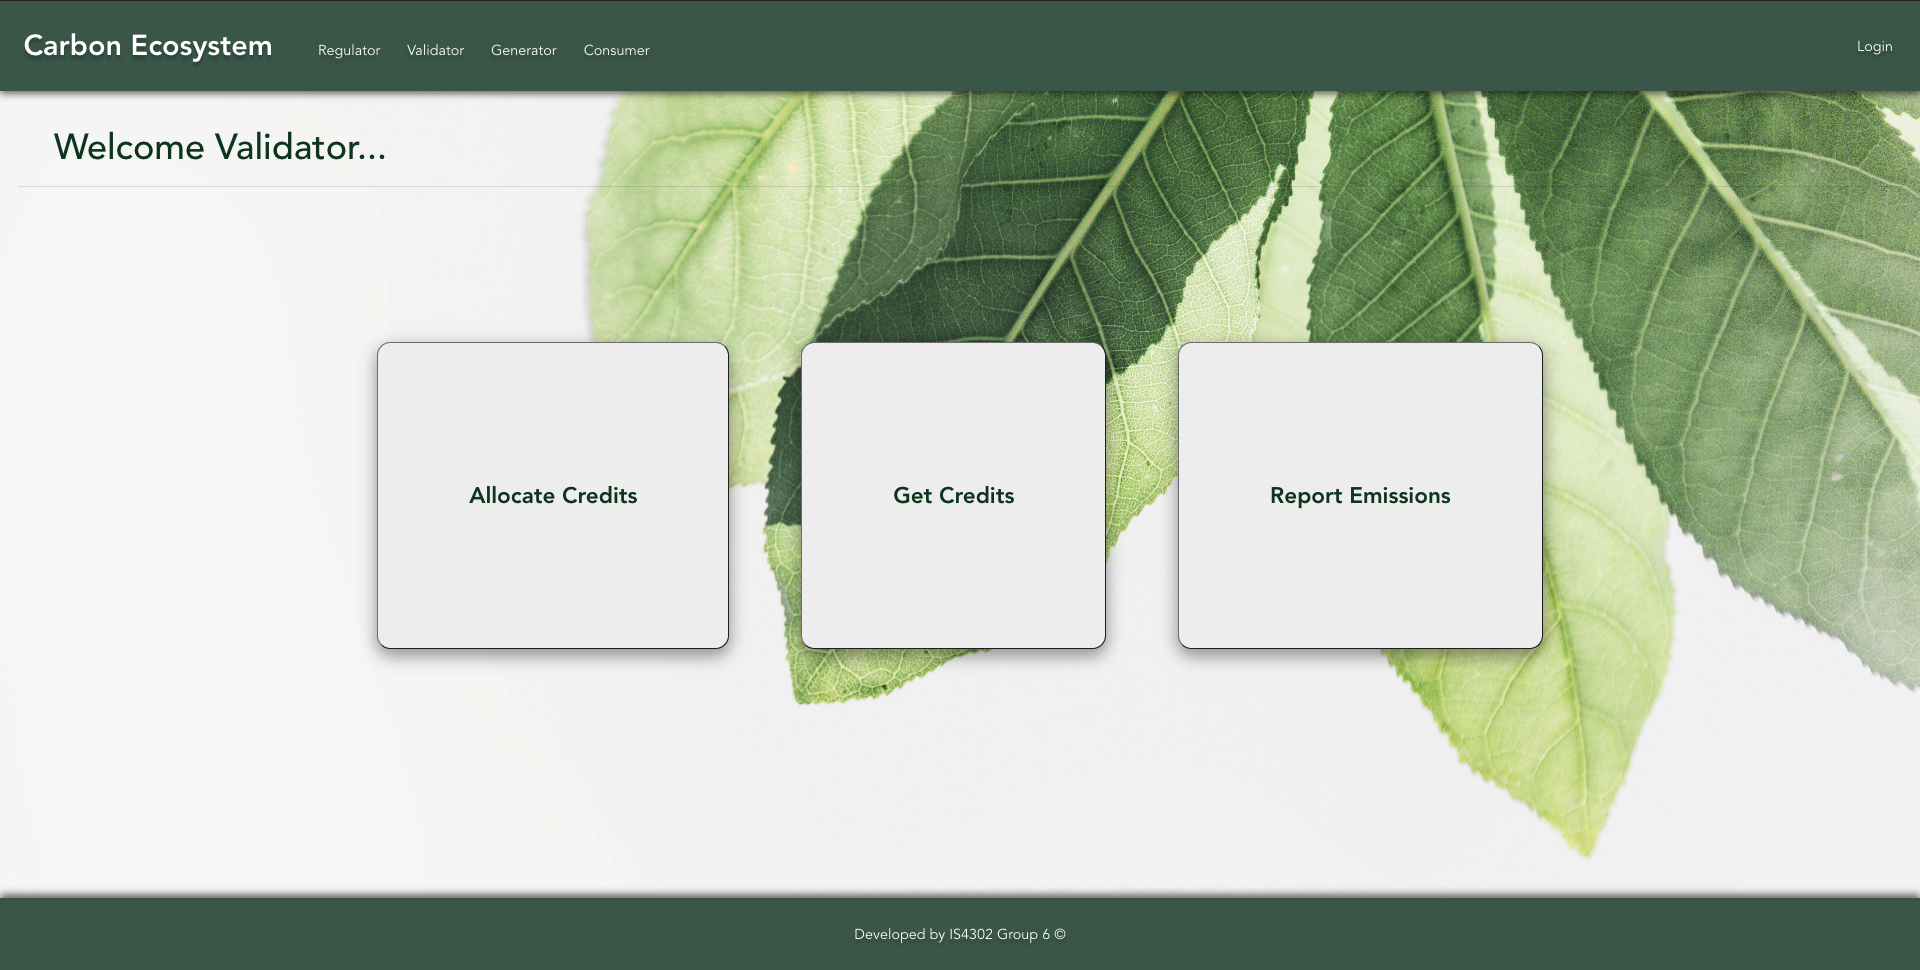 Carbon Ecosystem
Regulator
Validator
Generator
Consumer
Login
Welcome Validator...
Allocate Credits
Get Credits
Report Emissions
Developed by IS4302 Group 6 ©